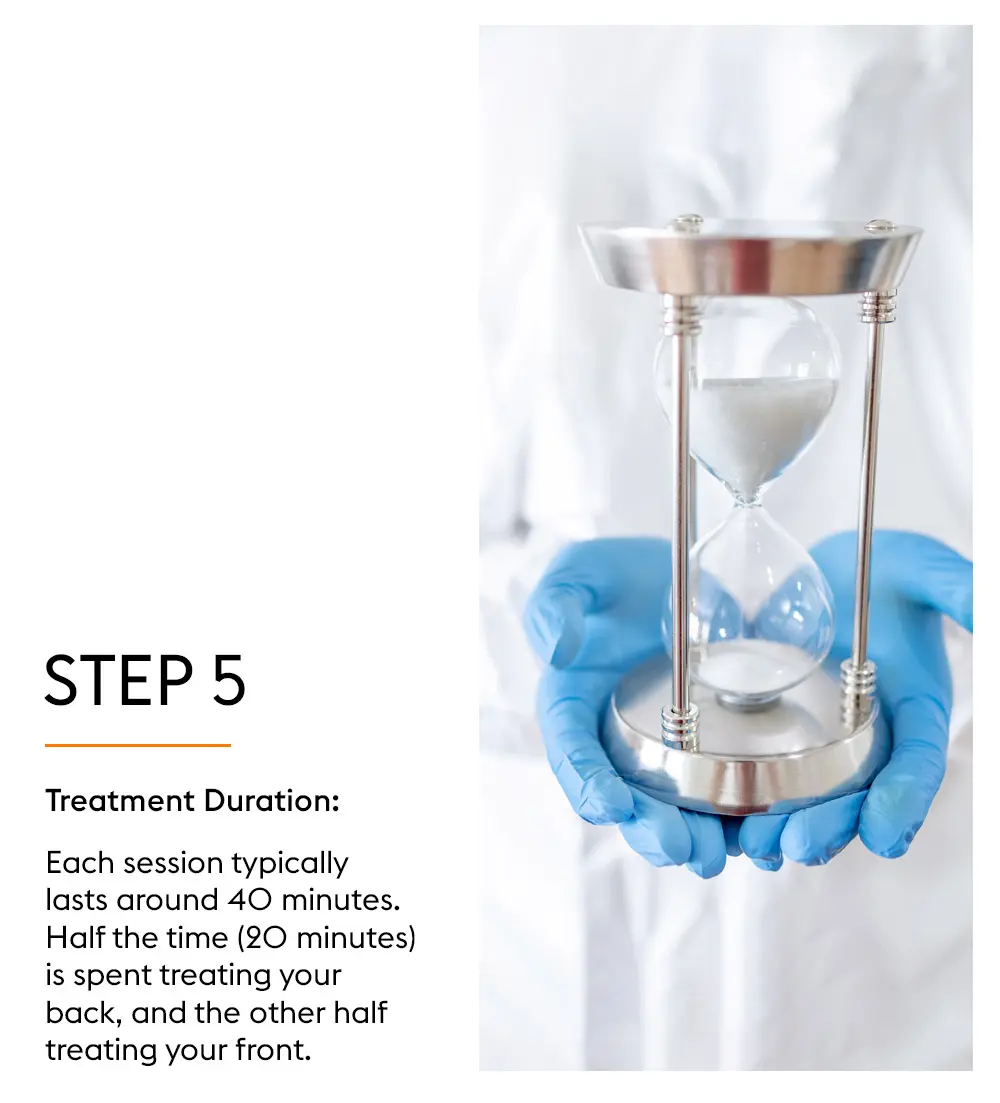 STEP 5
Treatment Duration:
Each session typically
lasts around 40 minutes.
Half the time (20 minutes)
is spent treating your
back, and the other half
treating your front.